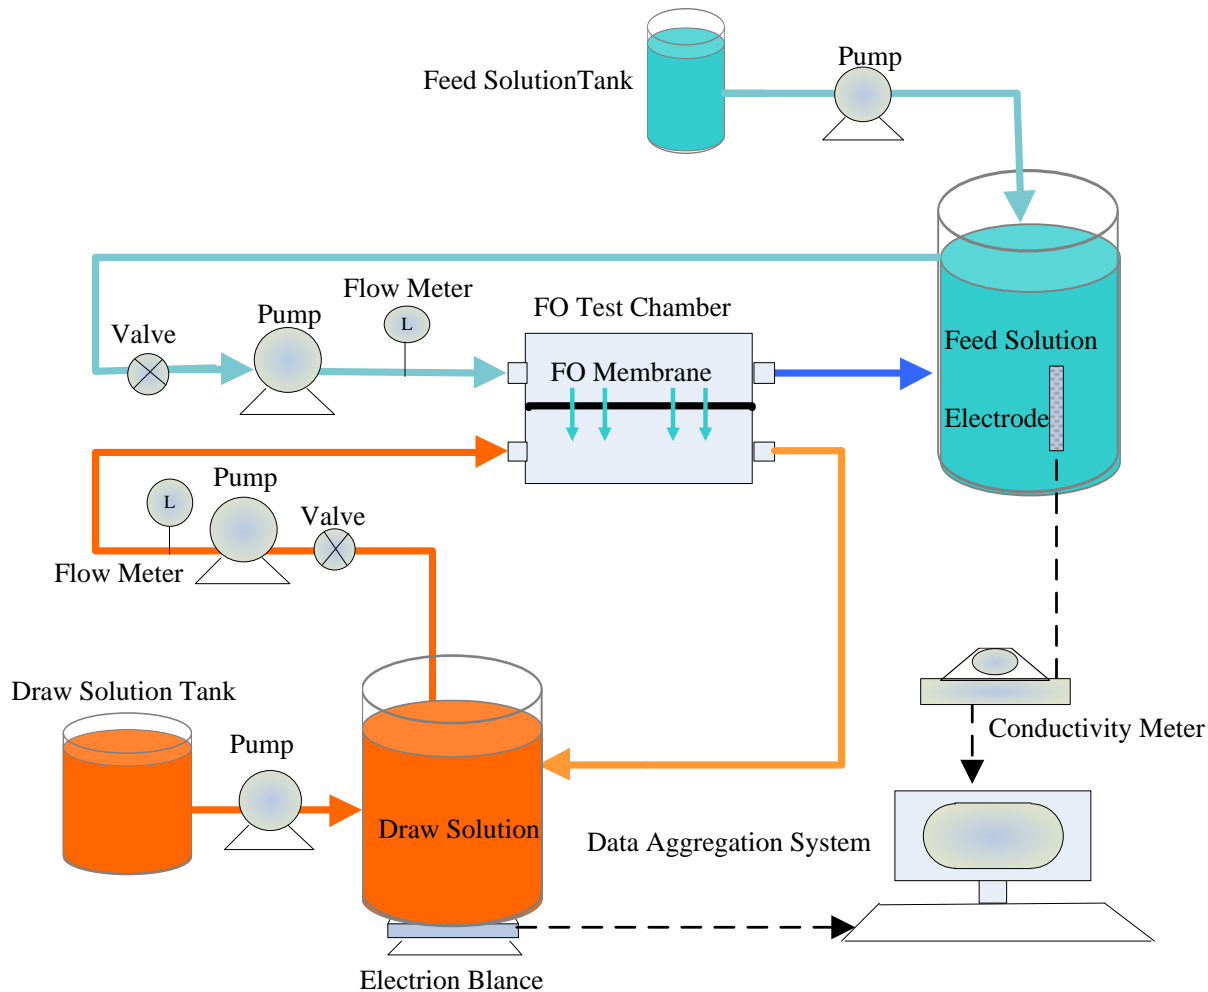 Pump
Feed SolutionTank
Flow Meter
L
FO Test Chamber
Pump
Valve
Feed Solution
FO Membrane
Electrode
Pump
L
Valve
Flow Meter
Draw Solution Tank
Conductivity Meter
Pump
Draw Solution
Data Aggregation System
Electrion Blance